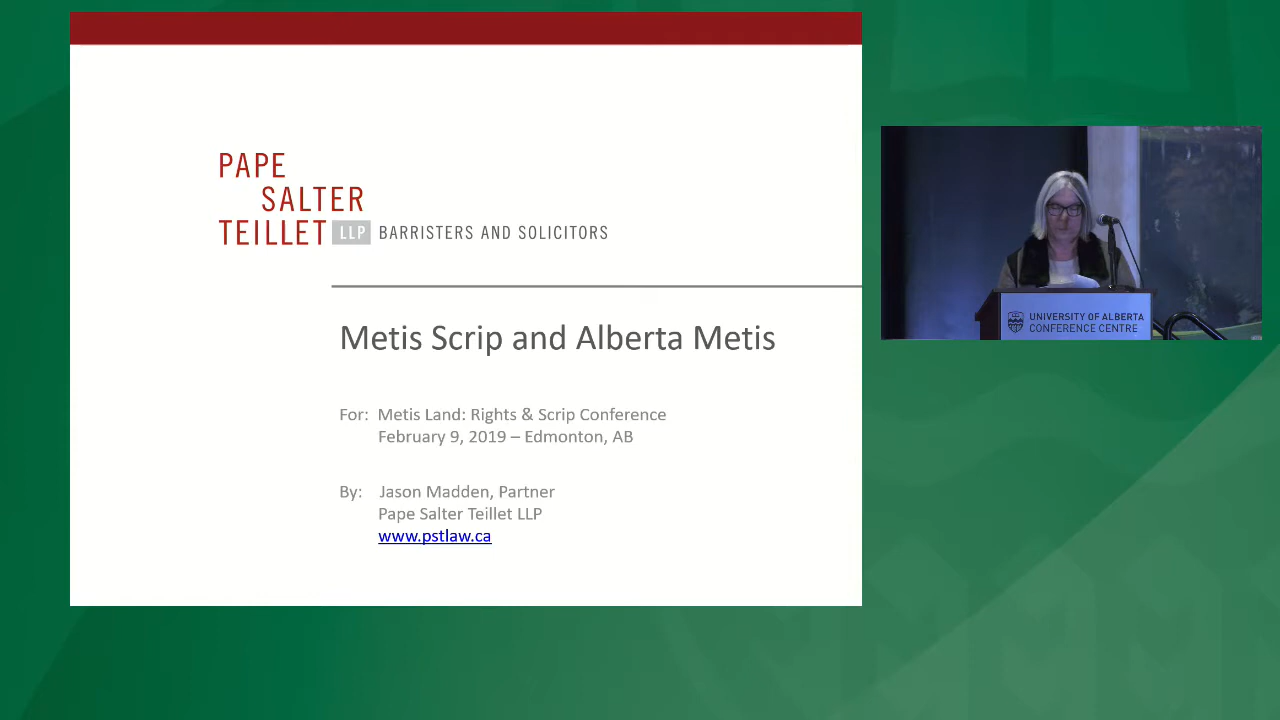 PAPE
SALTER
TEILLET LLP BARRISTERS AND SOLICITORS
Metis Scrip and Alberta Metis
For: Metis Land: Rights & Scrip Conference
February 9, 2019 – Edmonton, AB
By: Jason Madden, Partner
Pape Salter Teillet LLP
www.pstlaw.ca
UNIVERSITY OF ALBERTA
CONFERENCE CENTRE